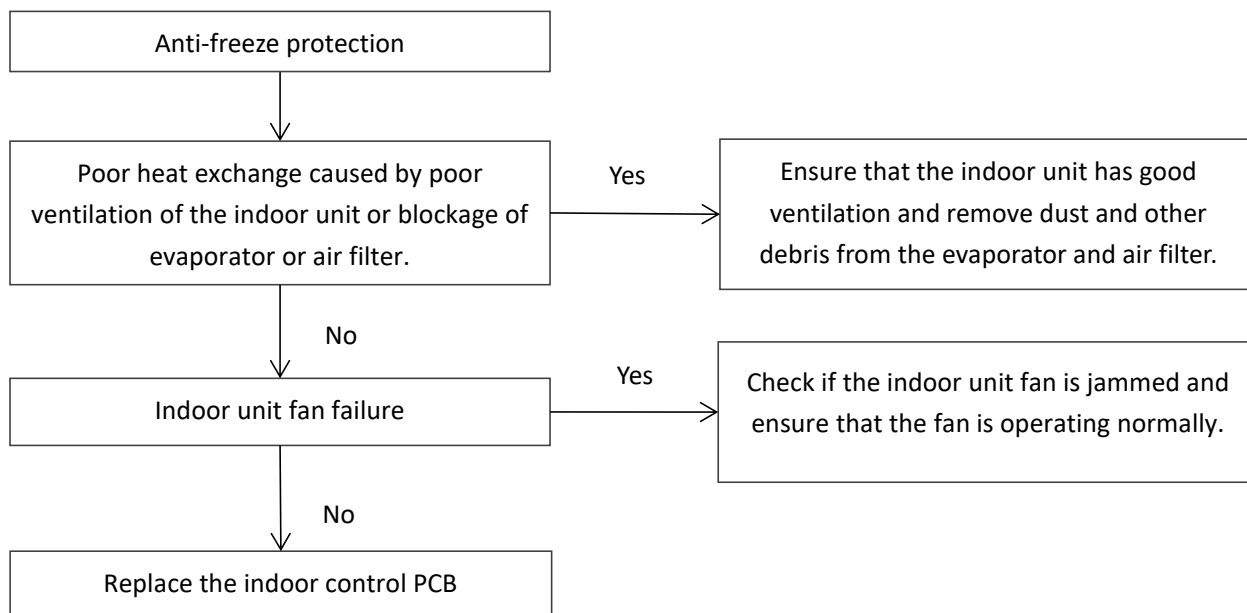 Anti-freeze protection
Poor heat exchange caused by poor
ventilation of the indoor unit or blockage of
evaporator or air filter.
Yes
Ensure that the indoor unit has good
ventilation and remove dust and other
debris from the evaporator and air filter.
No
Indoor unit fan failure
Yes
Check if the indoor unit fan is jammed and
ensure that the fan is operating normally.
No
Replace the indoor control PCB